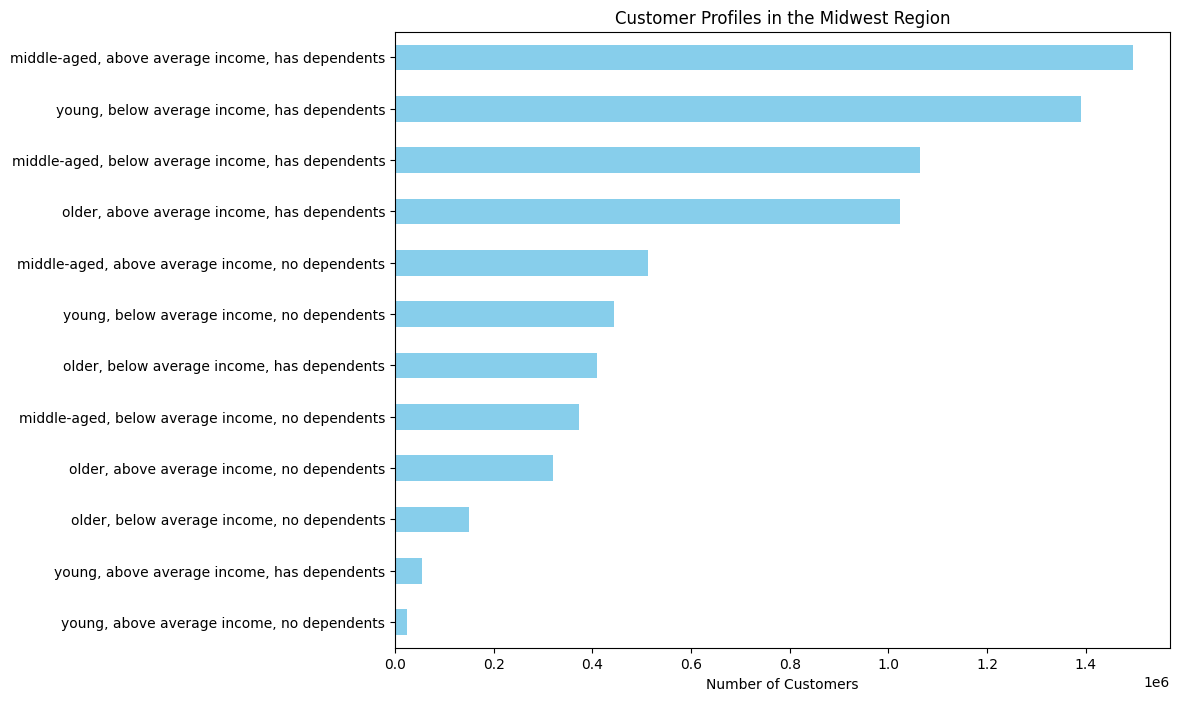 Customer Profiles in the Midwest Region
middle-aged, above average income, has dependents
young, below average income, has dependents
middle-aged, below average income, has dependents
older, above average income, has dependents
middle-aged, above average income, no dependents
young, below average income, no dependents
older, below average income, has dependents
middle-aged, below average income, no dependents
older, above average income, no dependents
older, below average income, no dependents
young, above average income, has dependents
young, above average income, no dependents
0.0 0.2 0.4 0.6 0.8 1.0 1.2 1.4
1e6
Number of Customers